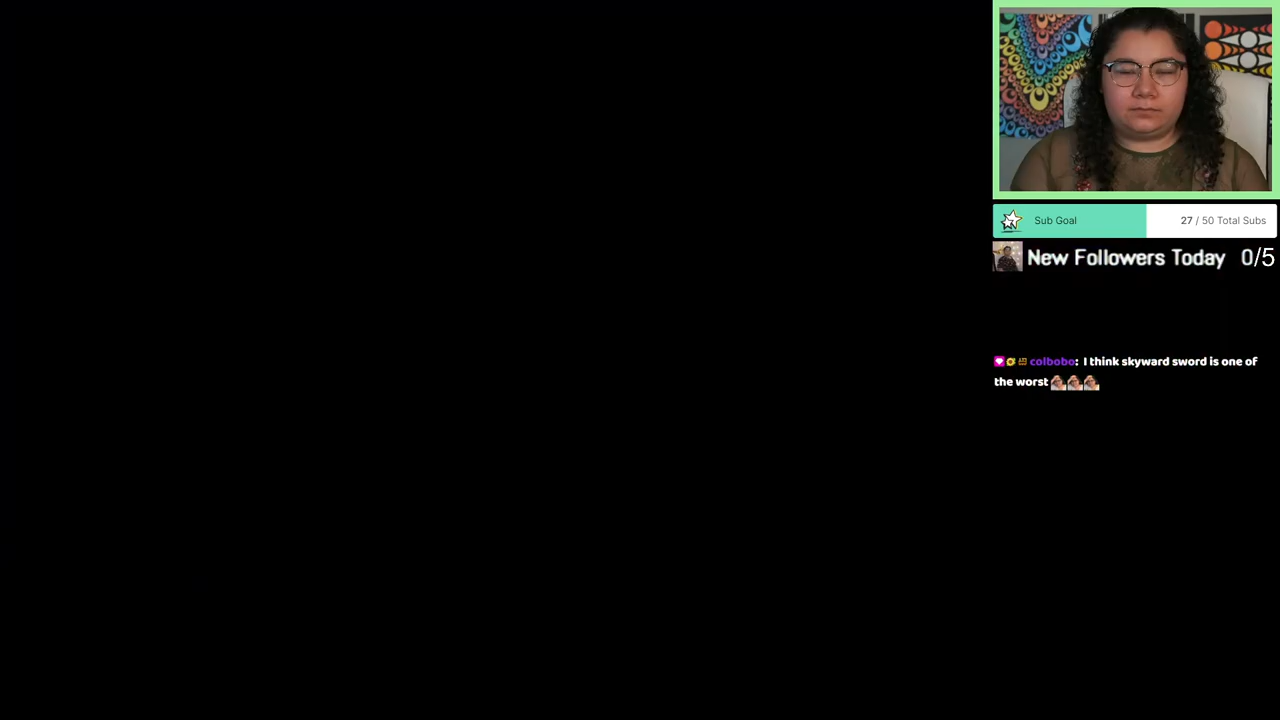 Sub Goal
27 / 50 Total Subs
New Followers Today 0/5
colbobo: I think skyward sword is one of
the worst